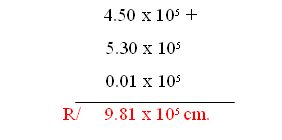 4.50 x 10⁵ +
5.30 x 10⁵
0.01 x 10⁵
R/ 9.81 x 10⁵ cm.